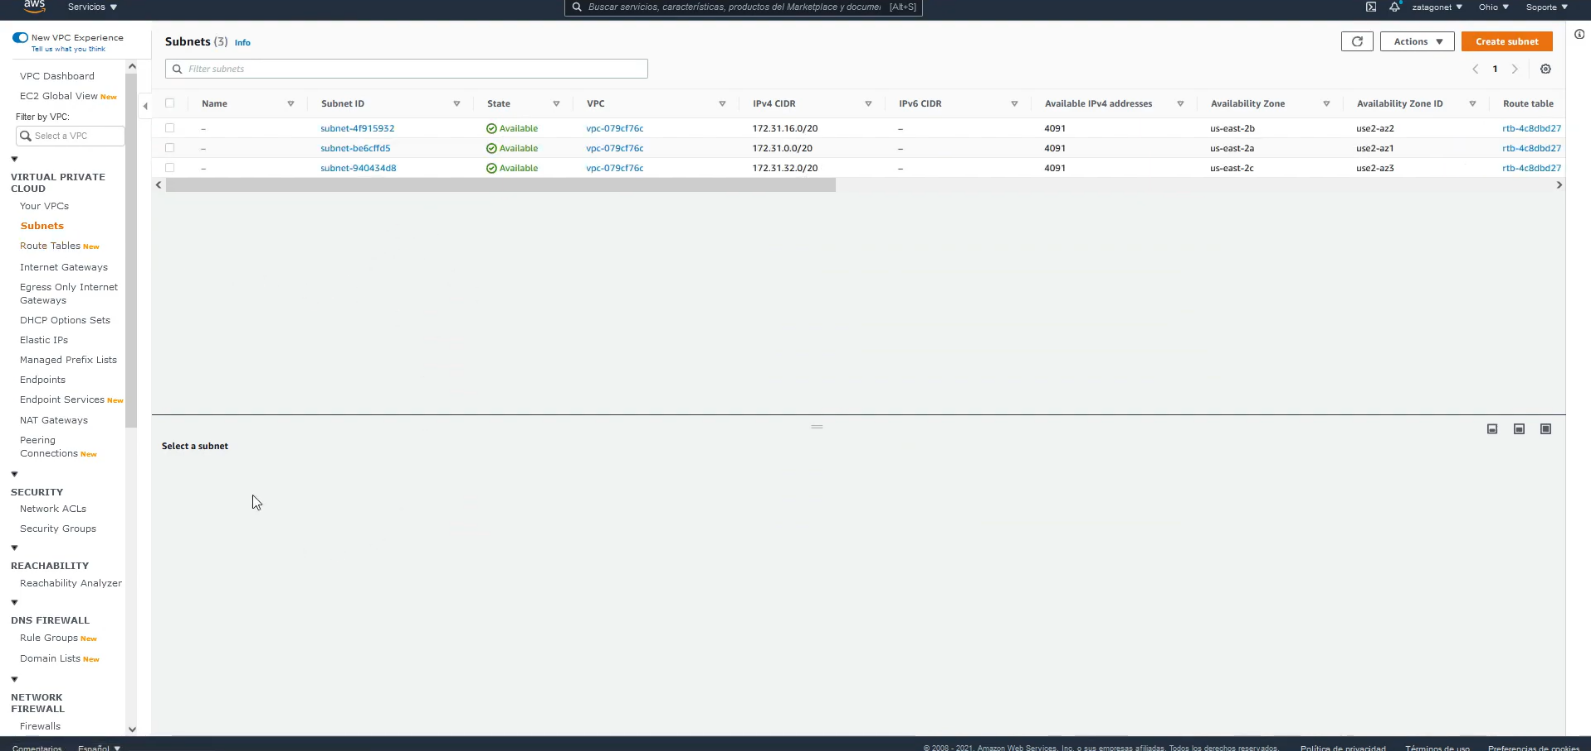 aws
Servicios ▼
Buscar servicios, características, productos del Marketplace y documen [Alt+S]
zatagonet ▼
Ohio ▼
Soporte ▼
New VPC Experience
Tell us what you think
VPC Dashboard
EC2 Global View New
Filter by VPC:
Select a VPC
VIRTUAL PRIVATE
CLOUD
Your VPCs
Subnets
Route Tables New
Internet Gateways
Egress Only Internet
Gateways
DHCP Options Sets
Elastic IPs
Managed Prefix Lists
Endpoints
Endpoint Services New
NAT Gateways
Peering
Connections New
SECURITY
Network ACLs
Security Groups
REACHABILITY
Reachability Analyzer
DNS FIREWALL
Rule Groups New
Domain Lists New
NETWORK
FIREWALL
Firewalls
Subnets (3) Info
Actions ▼
Create subnet
Filter subnets
1
Name Subnet ID State VPC IPv4 CIDR IPv6 CIDR Available IPv4 addresses Availability Zone Availability Zone ID Route table
– subnet-4f915932 Available vpc-079cf76c 172.31.16.0/20 – 4091 us-east-2b use2-az2 rtb-4c8dbd27
– subnet-be6cffd5 Available vpc-079cf76c 172.31.0.0/20 – 4091 us-east-2a use2-az1 rtb-4c8dbd27
– subnet-940434d8 Available vpc-079cf76c 172.31.32.0/20 – 4091 us-east-2c use2-az3 rtb-4c8dbd27
Select a subnet
Comentarios Español ▼
© 2008 - 2021, Amazon Web Services, Inc. o sus empresas afiliadas. Todos los derechos reservados. Política de privacidad Términos de uso Preferencias de cookies